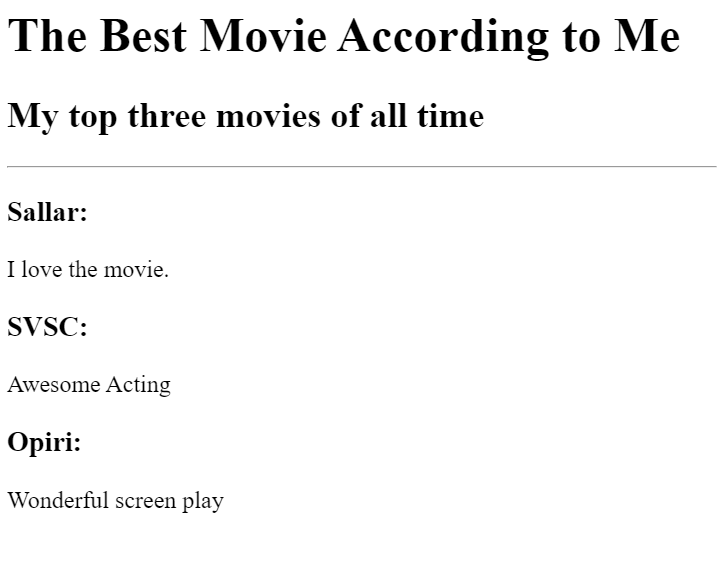 The Best Movie According to Me
My top three movies of all time
Sallar:
I love the movie.
SVSC:
Awesome Acting
Opiri:
Wonderful screen play